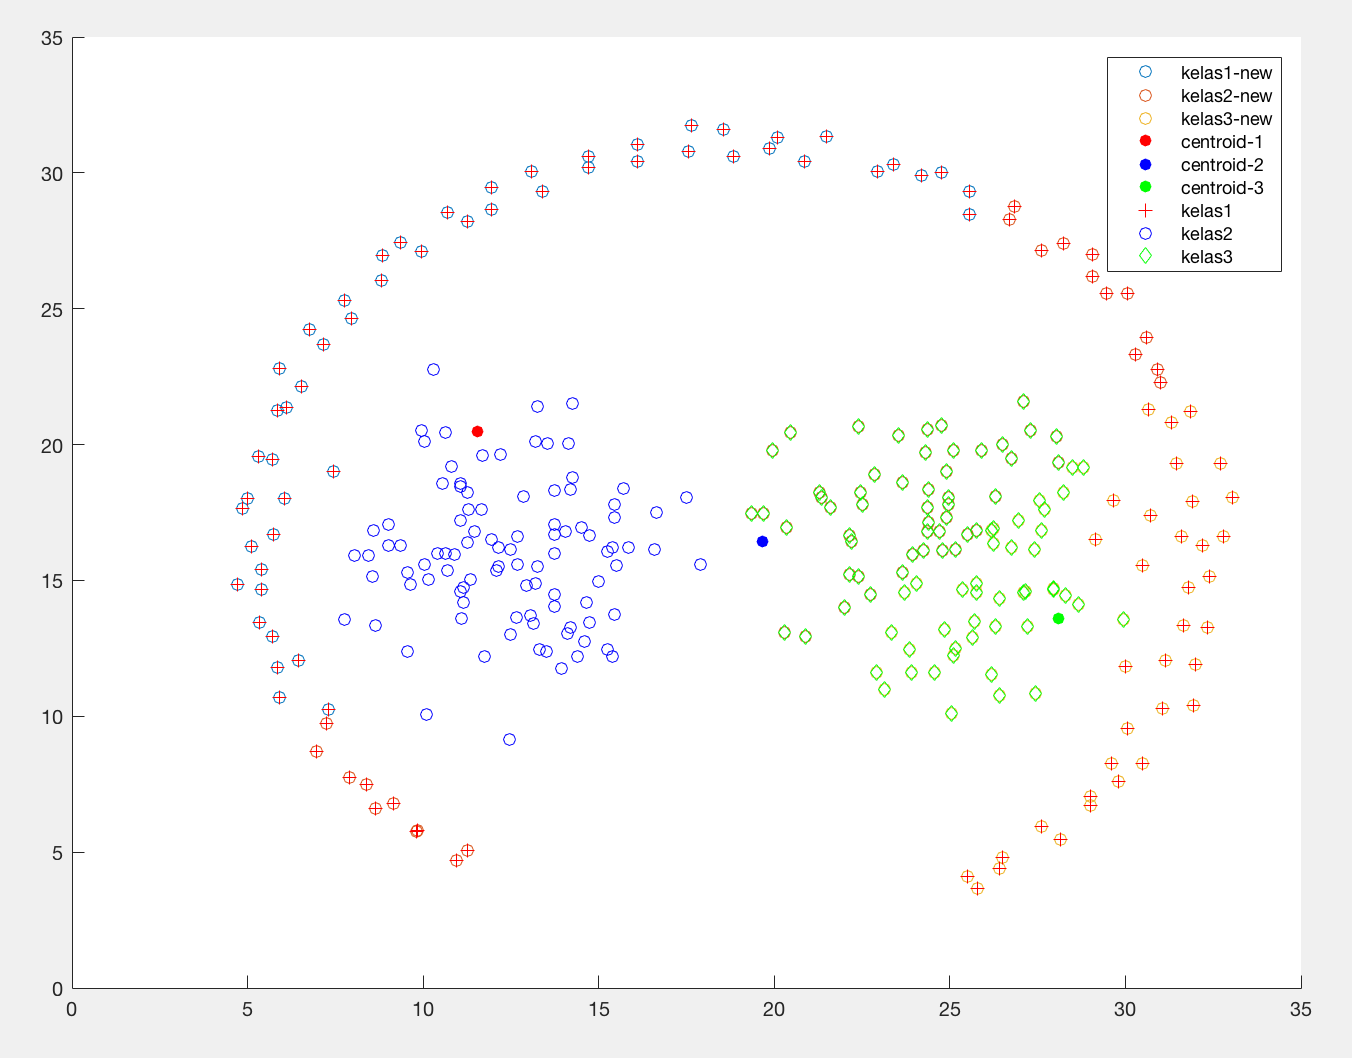 35
30
25
20
15
10
5
0
kelas1-new
kelas2-new
kelas3-new
centroid-1
centroid-2
centroid-3
kelas1
kelas2
kelas3
0 5 10 15 20 25 30 35